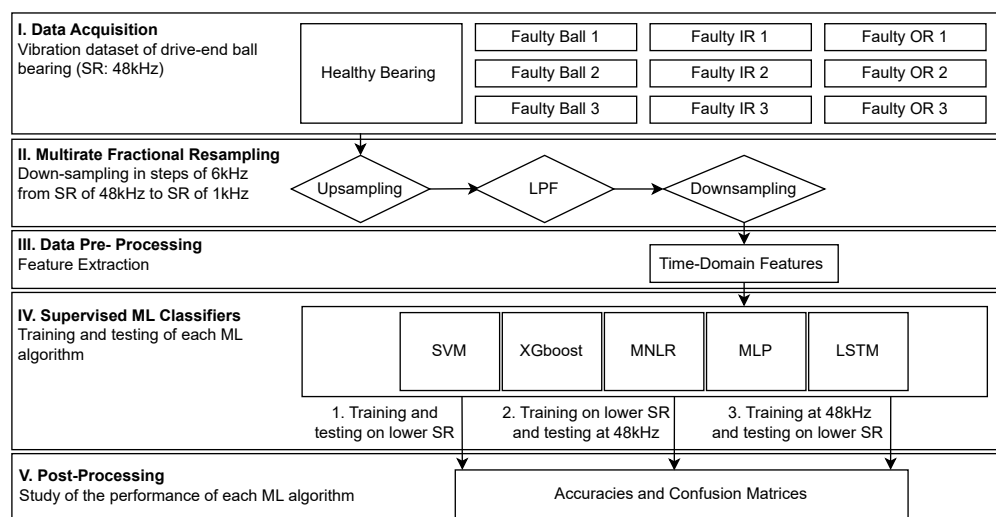 I. Data Acquisition
Vibration dataset of drive-end ball
bearing (SR: 48kHz)
Healthy Bearing
Faulty Ball 1
Faulty IR 1
Faulty OR 1
Faulty Ball 2
Faulty IR 2
Faulty OR 2
Faulty Ball 3
Faulty IR 3
Faulty OR 3
II. Multirate Fractional Resampling
Down-sampling in steps of 6kHz
from SR of 48kHz to SR of 1kHz
Upsampling
LPF
Downsampling
III. Data Pre- Processing
Feature Extraction
Time-Domain Features
IV. Supervised ML Classifiers
Training and testing of each ML
algorithm
SVM
XGboost
MNLR
MLP
LSTM
1. Training and
testing on lower SR
2. Training on lower SR
and testing at 48kHz
3. Training at 48kHz
and testing on lower SR
V. Post-Processing
Study of the performance of each ML algorithm
Accuracies and Confusion Matrices